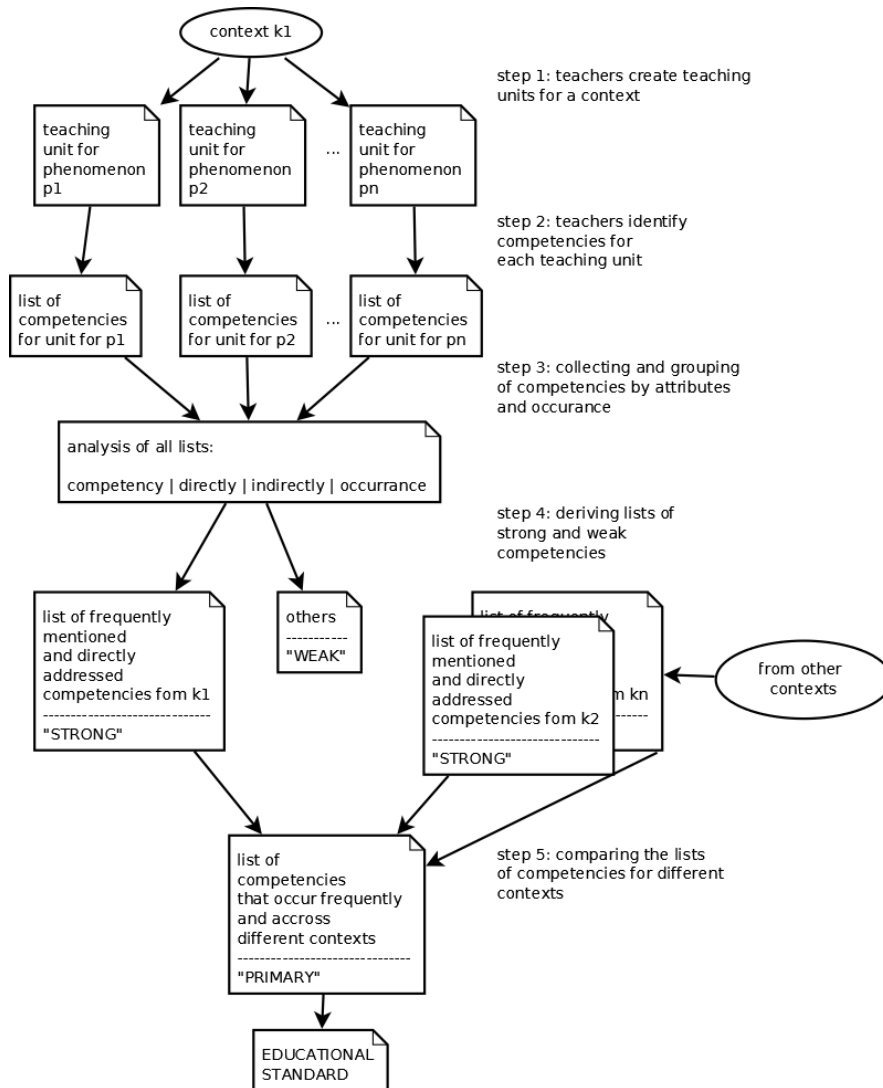 context k1
step 1: teachers create teaching
units for a context
teaching
unit for
phenomenon
p1
teaching
unit for
phenomenon
p2
...
teaching
unit for
phenomenon
pn
step 2: teachers identify
competencies for
each teaching unit
list of
competencies
for unit for p1
list of
competencies
for unit for p2
...
list of
competencies
for unit for pn
step 3: collecting and grouping
of competencies by attributes
and occurance
analysis of all lists:
competency | directly | indirectly | occurrance
step 4: deriving lists of
strong and weak
competencies
list of frequently
mentioned
and directly
addressed
competencies fom k1
-------------------------------
"STRONG"
others
-----------
"WEAK"
list of frequently
m kn
list of frequently
mentioned
and directly
addressed
competencies fom k2
-------------------------------
"STRONG"
from other
contexts
step 5: comparing the lists
of competencies for different
contexts
list of
competencies
that occur frequently
and accross
different contexts
--------------------------------
"PRIMARY"
EDUCATIONAL
STANDARD